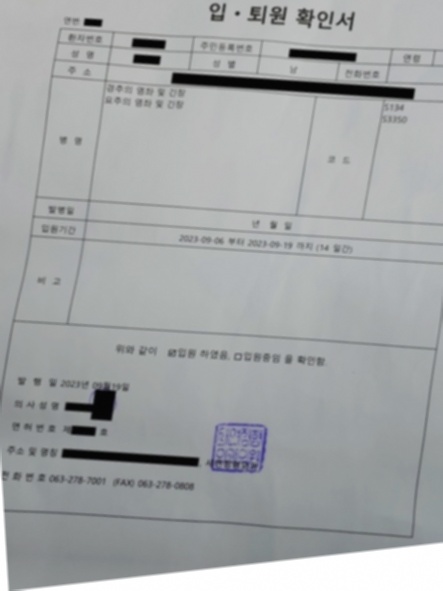 입·퇴원 확인서
연번
환자번호 주민등록번호 연령
성 명 성 별 남 전화번호
주 소
병 명 경추의 염좌 및 긴장 코 드 S134
요추의 염좌 및 긴장 S3350
발병일 년 월 일
입원기간 2023-09-06 부터 2023-09-19 까지 (14 일간)
비 고
위와 같이 ☑입원 하였음, □입원중임 을 확인함.
발 행 일 2023년 09월19일
의 사 성 명
면 허 번 호 제 호
주소 및 명칭
전 화 번 호 063-278-7001 (FAX) 063-278-0808